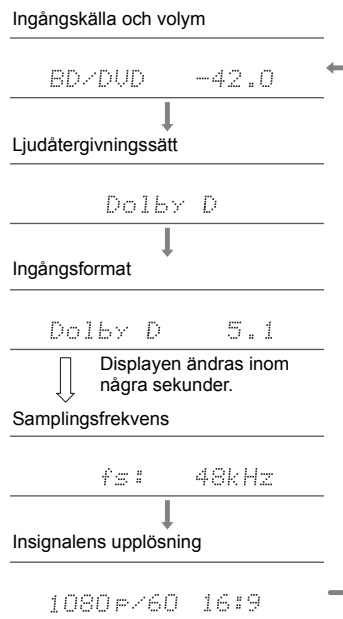 Ingångskälla och volym
BD/DVD -42.0
Ljudåtergivningssätt
Dolby D
Ingångsformat
Dolby D 5.1
Displayen ändras inom
några sekunder.
Samplingsfrekvens
fs: 48kHz
Insignalens upplösning
1080p/60 16:9